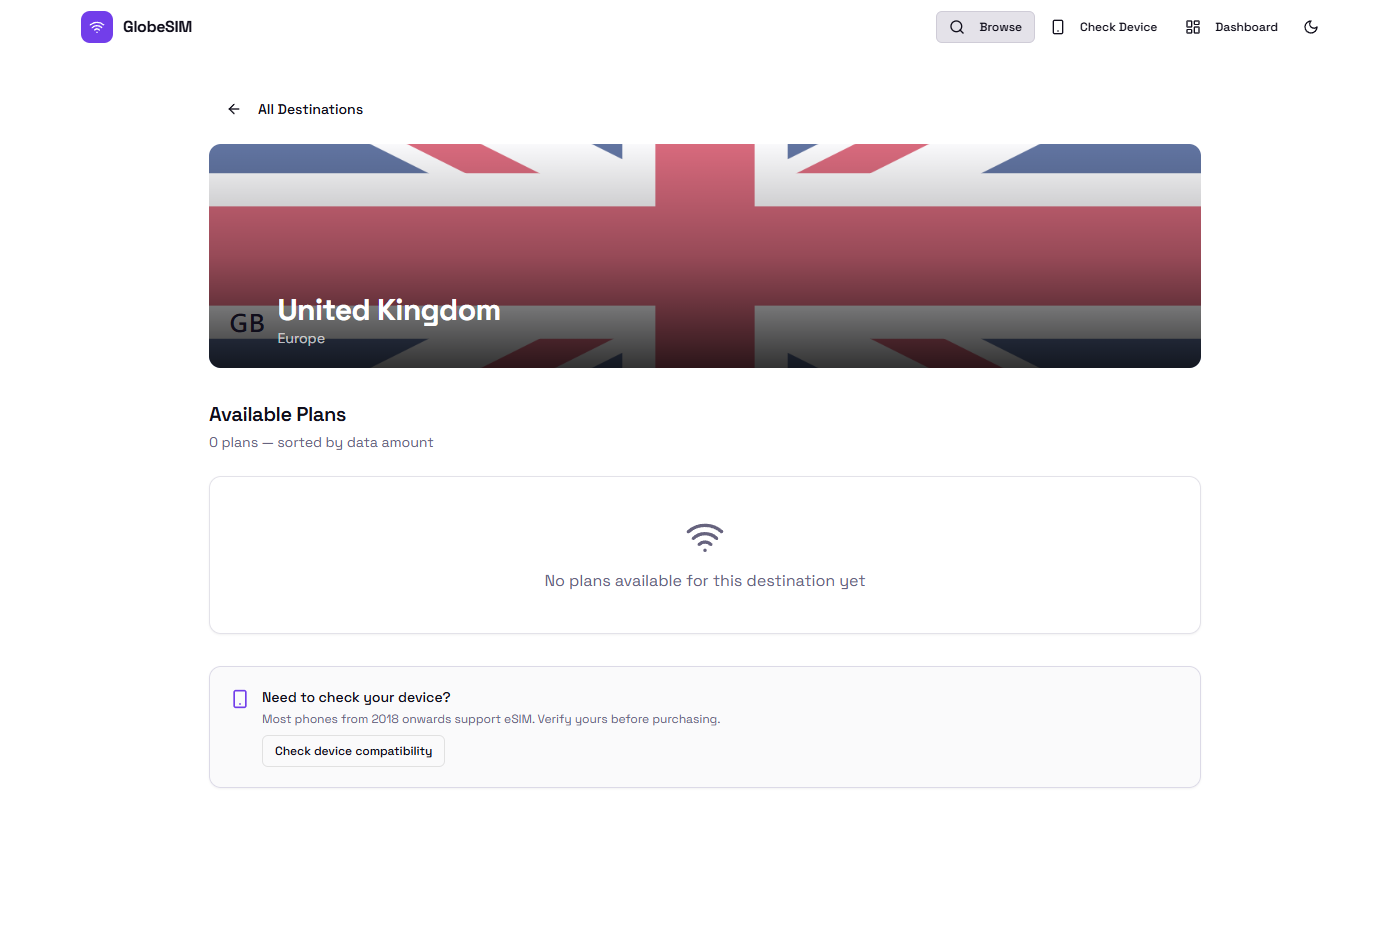 GlobeSIM
Browse
Check Device
Dashboard
All Destinations
GB
United Kingdom
Europe
Available Plans
0 plans — sorted by data amount
No plans available for this destination yet
Need to check your device?
Most phones from 2018 onwards support eSIM. Verify yours before purchasing.
Check device compatibility